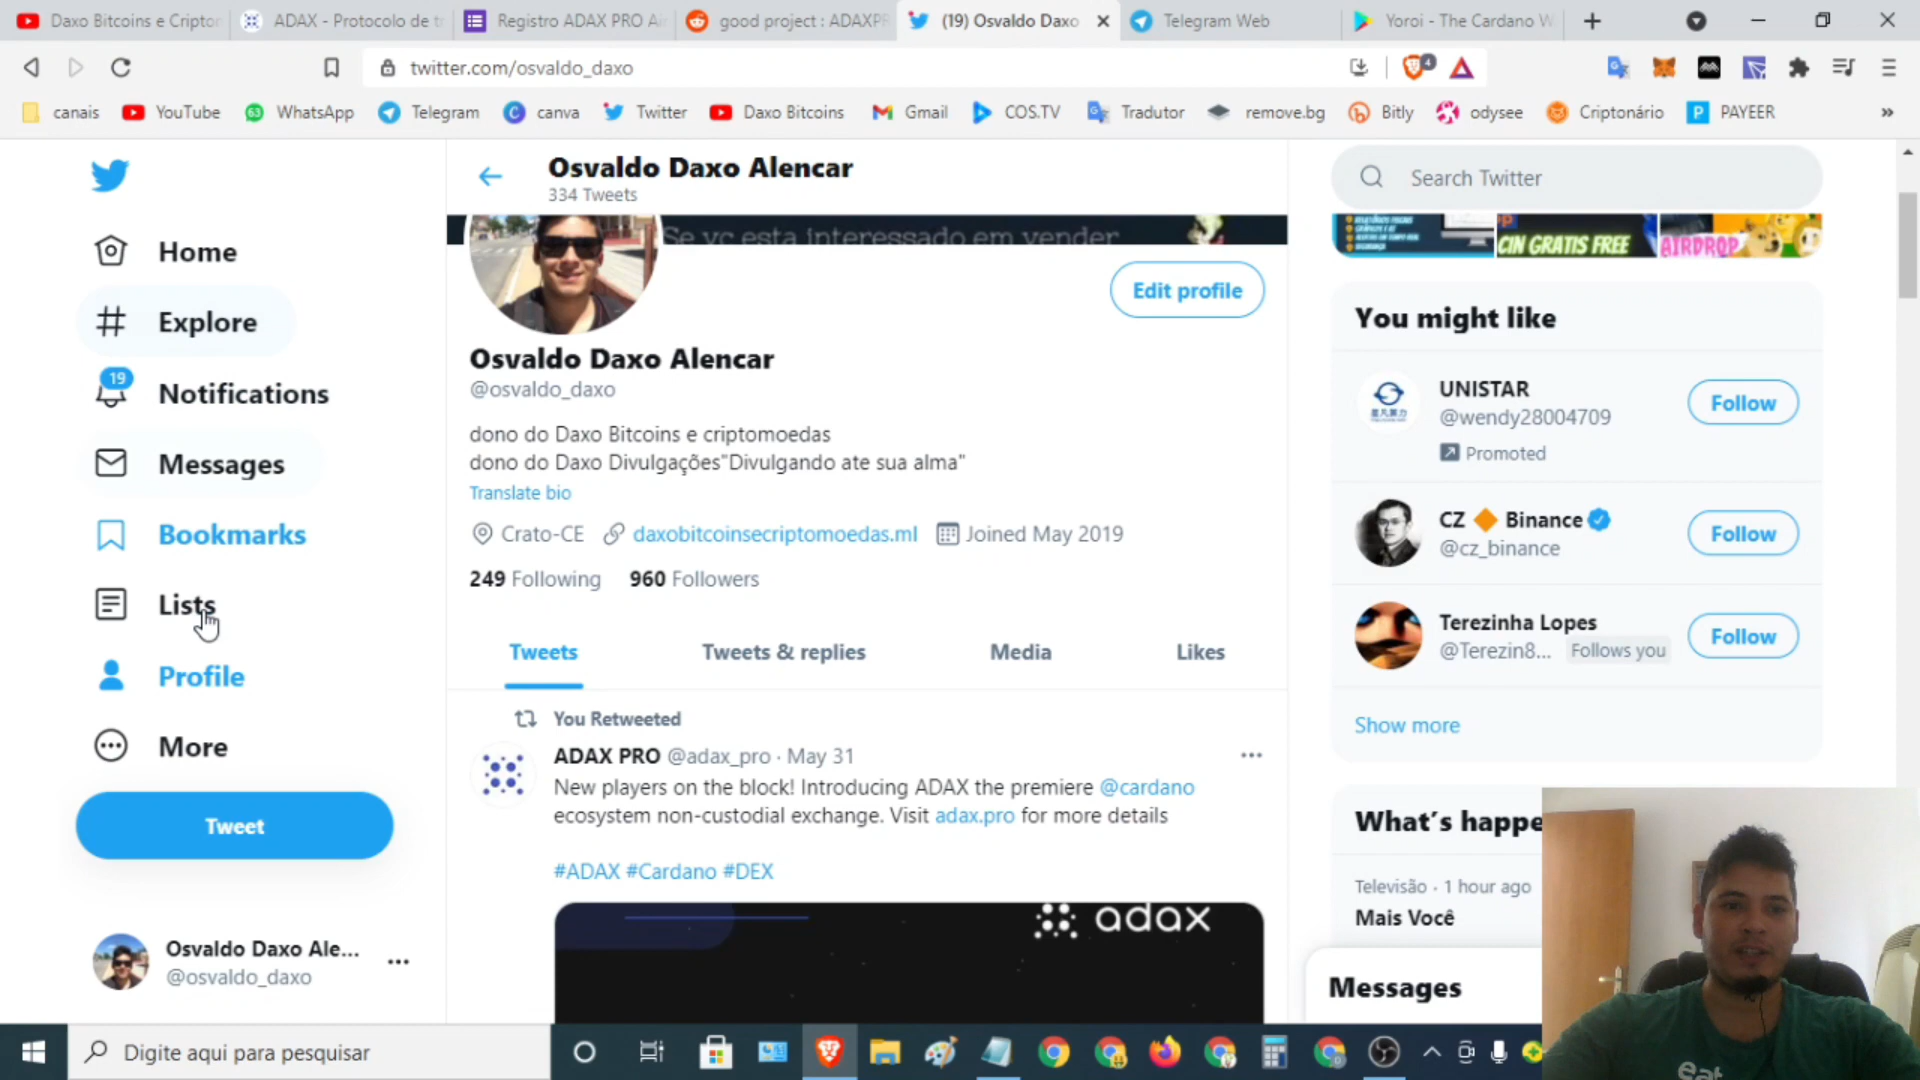 Daxo Bitcoins e Cripton
ADAX - Protocolo de tr
Registro ADAX PRO Air
good project : ADAXPR
(19) Osvaldo Daxo
Telegram Web
Yoroi - The Cardano W
twitter.com/osvaldo_daxo
4
canais
YouTube
63
WhatsApp
Telegram
canva
Twitter
Daxo Bitcoins
Gmail
COS.TV
Tradutor
remove.bg
Bitly
odysee
Criptonário
PAYEER
Home
Explore
19
Notifications
Messages
Bookmarks
Lists
Profile
More
Tweet
Osvaldo Daxo Ale...
@osvaldo_daxo
Osvaldo Daxo Alencar
334 Tweets
Se vc esta interessado em vender
Edit profile
Osvaldo Daxo Alencar
@osvaldo_daxo
dono do Daxo Bitcoins e criptomoedas
dono do Daxo Divulgações"Divulgando ate sua alma"
Translate bio
Crato-CE
daxobitcoinsecriptomoedas.ml
Joined May 2019
249 Following
960 Followers
Tweets
Tweets & replies
Media
Likes
You Retweeted
ADAX PRO @adax_pro · May 31
New players on the block! Introducing ADAX the premiere @cardano
ecosystem non-custodial exchange. Visit adax.pro for more details
#ADAX #Cardano #DEX
adax
Search Twitter
CIN GRATIS FREE
AIRDROP
You might like
UNISTAR
@wendy28004709
Promoted
Follow
CZ Binance
@cz_binance
Follow
Terezinha Lopes
@Terezin8... Follows you
Follow
Show more
What's happe
Televisão · 1 hour ago
Mais Você
Messages
eat
Digite aqui para pesquisar